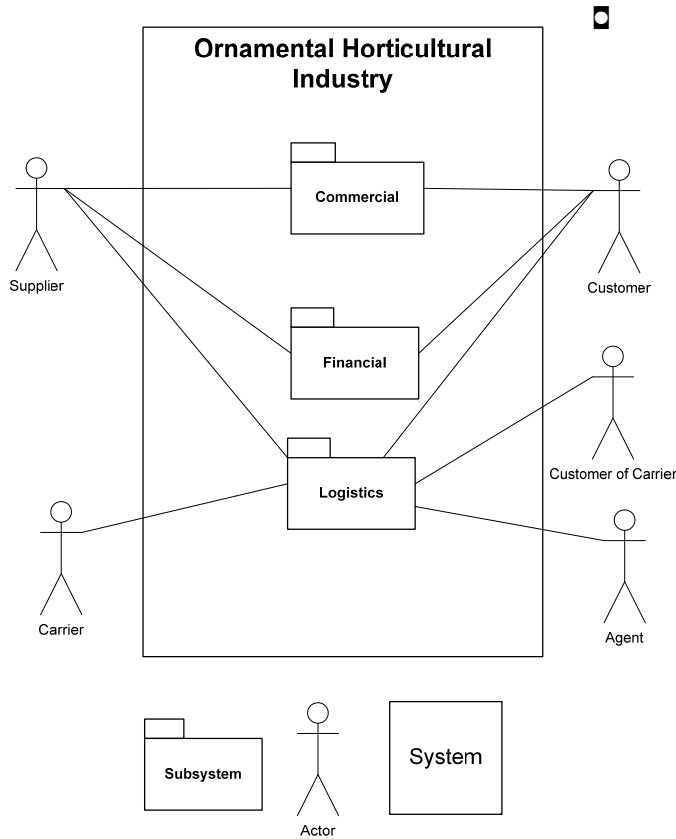 Ornamental Horticultural
Industry
Commercial
Supplier
Customer
Financial
Customer of Carrier
Logistics
Carrier
Agent
Subsystem
System
Actor